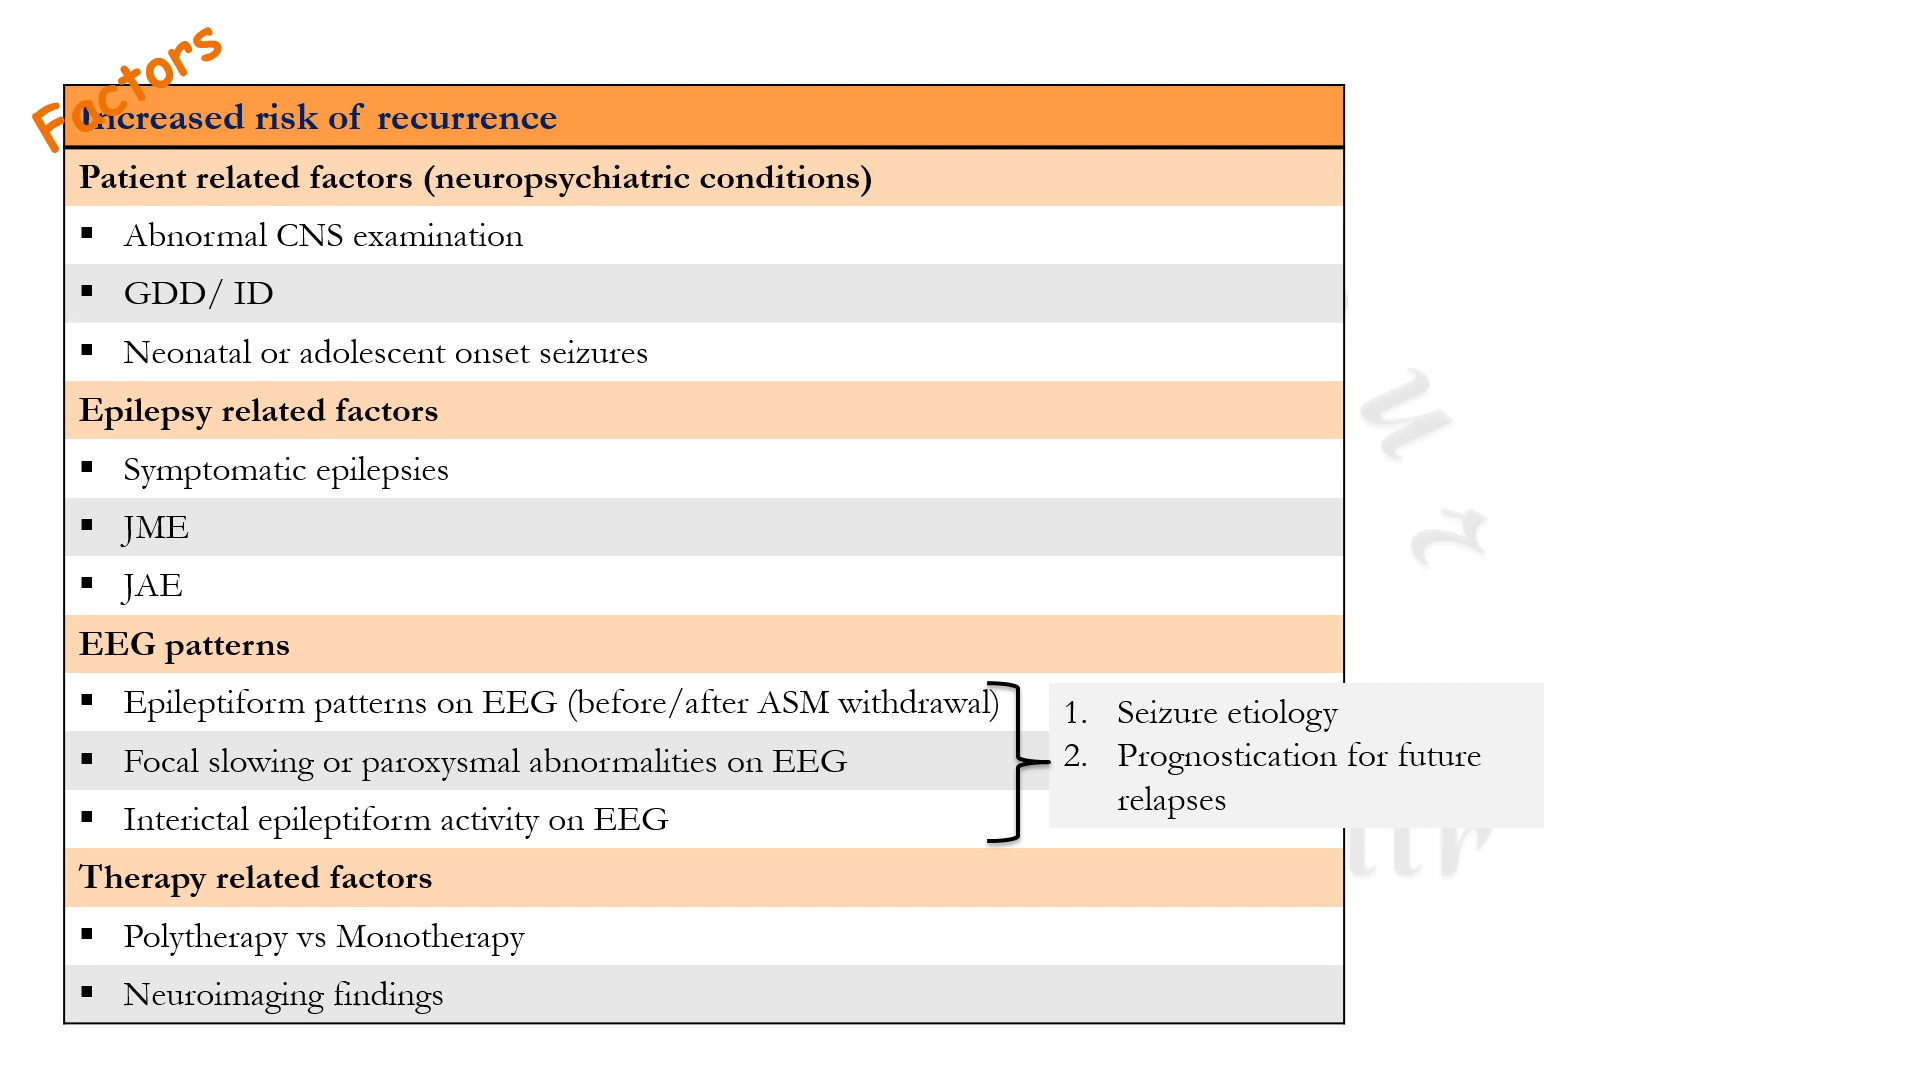 Factors
Increased risk of recurrence
Patient related factors (neuropsychiatric conditions)
▪ Abnormal CNS examination
▪ GDD/ ID
▪ Neonatal or adolescent onset seizures
Epilepsy related factors
▪ Symptomatic epilepsies
▪ JME
▪ JAE
EEG patterns
▪ Epileptiform patterns on EEG (before/after ASM withdrawal)
▪ Focal slowing or paroxysmal abnormalities on EEG
▪ Interictal epileptiform activity on EEG
1. Seizure etiology
2. Prognostication for future
relapses
Therapy related factors
▪ Polytherapy vs Monotherapy
▪ Neuroimaging findings